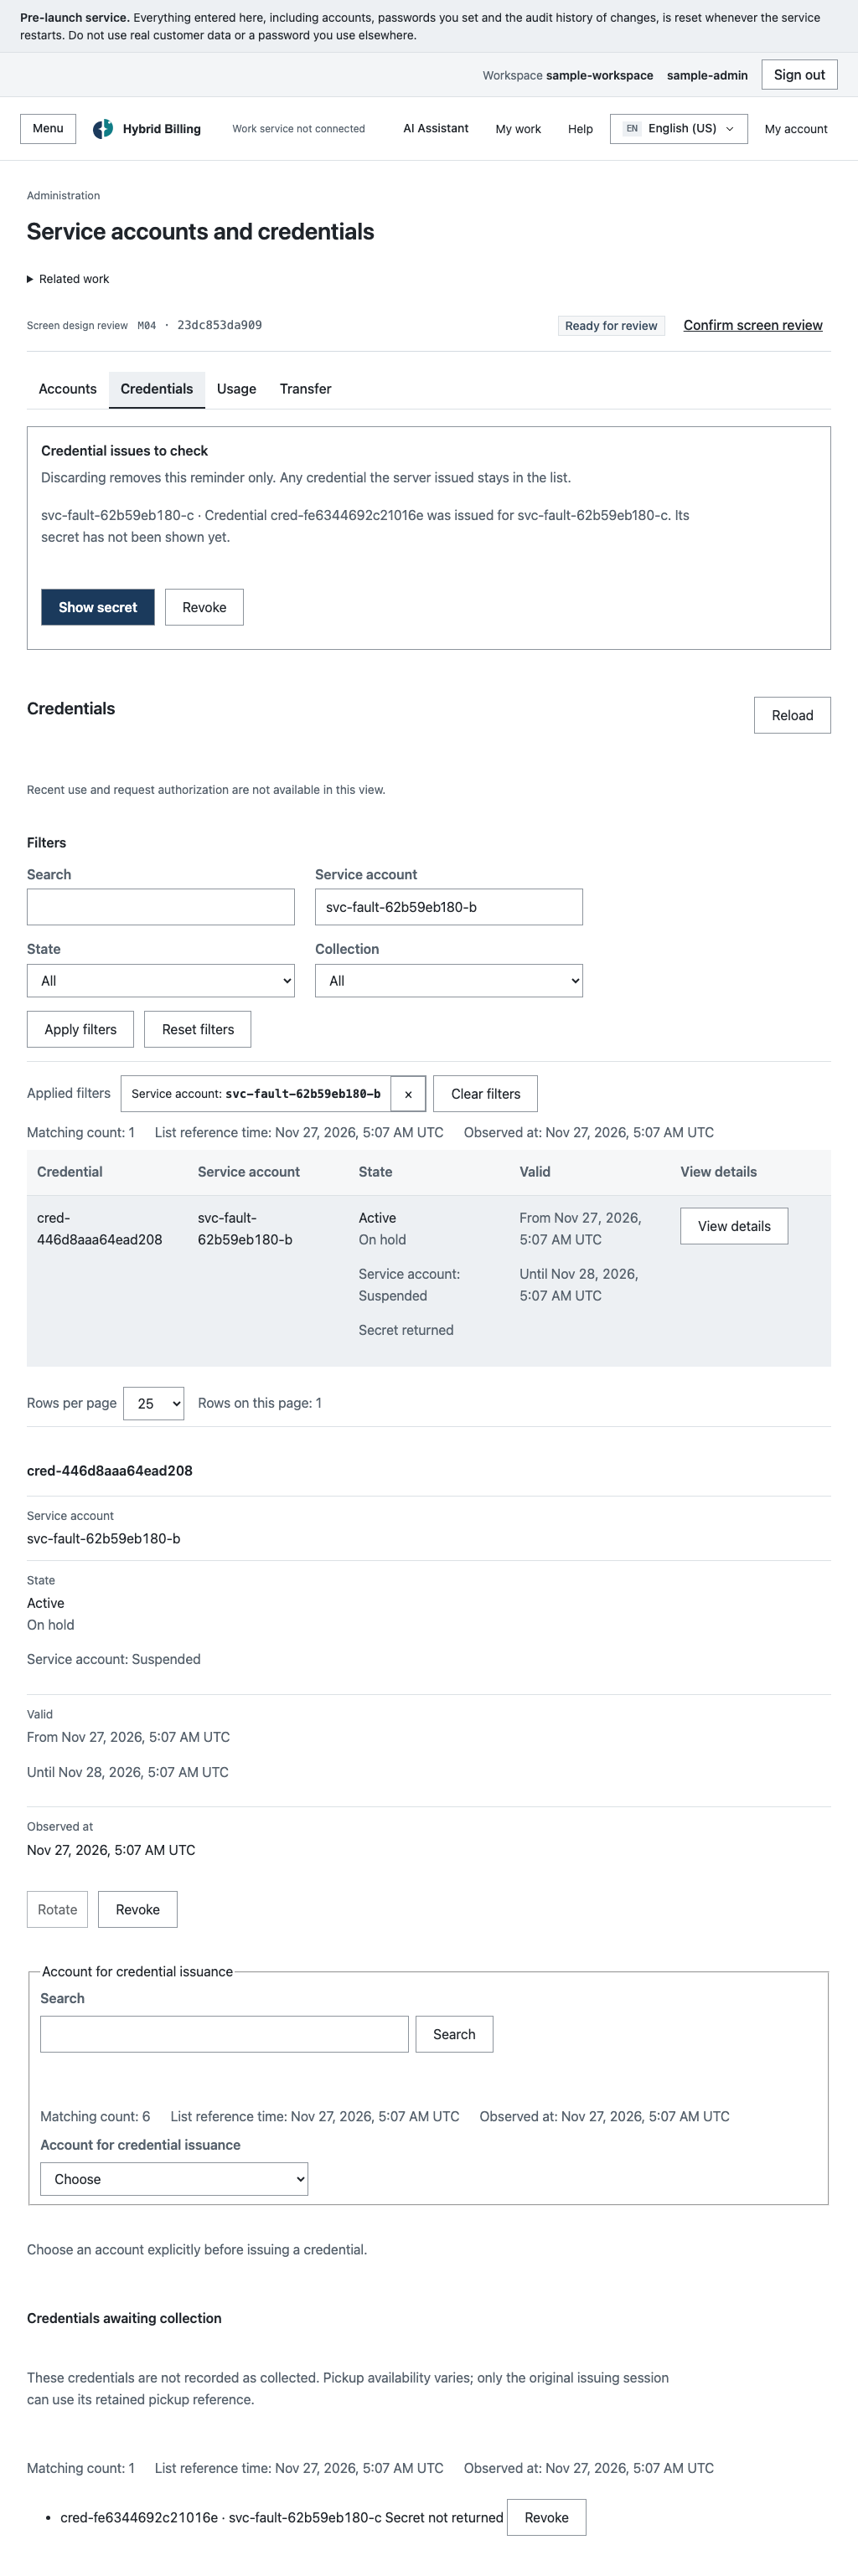 Pre-launch service. Everything entered here, including accounts, passwords you set and the audit history of changes, is reset whenever the service
restarts. Do not use real customer data or a password you use elsewhere.
Workspace sample-workspace sample-admin Sign out
Menu Hybrid Billing Work service not connected AI Assistant My work Help EN English (US) My account
Administration
Service accounts and credentials
Related work
Screen design review M04 · 23dc853da909 Ready for review Confirm screen review
Accounts Credentials Usage Transfer
Credential issues to check
Discarding removes this reminder only. Any credential the server issued stays in the list.
svc-fault-62b59eb180-c · Credential cred-fe6344692c21016e was issued for svc-fault-62b59eb180-c. Its
secret has not been shown yet.
Show secret Revoke
Credentials Reload
Recent use and request authorization are not available in this view.
Filters
Search Service account
svc-fault-62b59eb180-b
State Collection
All All
Apply filters Reset filters
Applied filters Service account: svc-fault-62b59eb180-b × Clear filters
Matching count: 1 List reference time: Nov 27, 2026, 5:07 AM UTC Observed at: Nov 27, 2026, 5:07 AM UTC
Credential Service account State Valid View details
cred- svc-fault- Active From Nov 27, 2026, View details
446d8aaa64ead208 62b59eb180-b On hold 5:07 AM UTC
Service account: Until Nov 28, 2026,
Suspended 5:07 AM UTC
Secret returned
Rows per page 25 Rows on this page: 1
cred-446d8aaa64ead208
Service account
svc-fault-62b59eb180-b
State
Active
On hold
Service account: Suspended
Valid
From Nov 27, 2026, 5:07 AM UTC
Until Nov 28, 2026, 5:07 AM UTC
Observed at
Nov 27, 2026, 5:07 AM UTC
Rotate Revoke
Account for credential issuance
Search
Search
Matching count: 6 List reference time: Nov 27, 2026, 5:07 AM UTC Observed at: Nov 27, 2026, 5:07 AM UTC
Account for credential issuance
Choose
Choose an account explicitly before issuing a credential.
Credentials awaiting collection
These credentials are not recorded as collected. Pickup availability varies; only the original issuing session
can use its retained pickup reference.
Matching count: 1 List reference time: Nov 27, 2026, 5:07 AM UTC Observed at: Nov 27, 2026, 5:07 AM UTC
• cred-fe6344692c21016e · svc-fault-62b59eb180-c Secret not returned Revoke